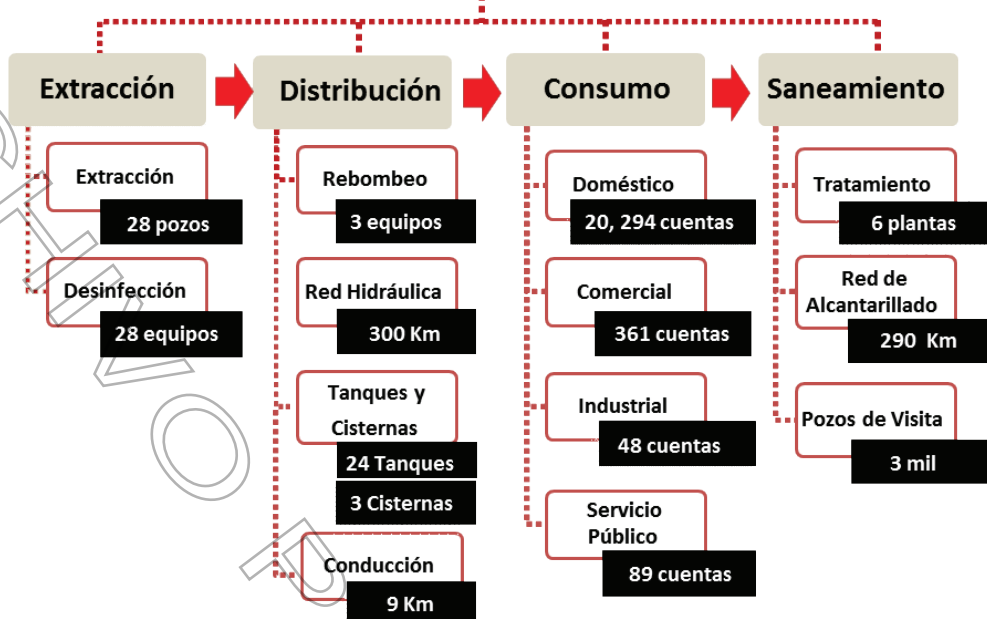 Extracción
Distribución
Consumo
Saneamiento
Extracción
28 pozos
Desinfección
28 equipos
Rebombeo
3 equipos
Red Hidráulica
300 Km
Tanques y
Cisternas
24 Tanques
3 Cisternas
Conducción
9 Km
Doméstico
20, 294 cuentas
Comercial
361 cuentas
Industrial
48 cuentas
Servicio
Público
89 cuentas
Tratamiento
6 plantas
Red de
Alcantarillado
290 Km
Pozos de Visita
3 mil